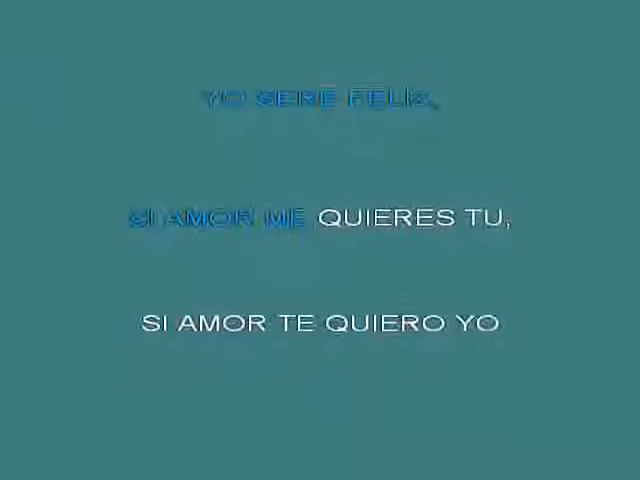 YO SERE FELIZ,
SI AMOR ME QUIERES TU,
SI AMOR TE QUIERO YO